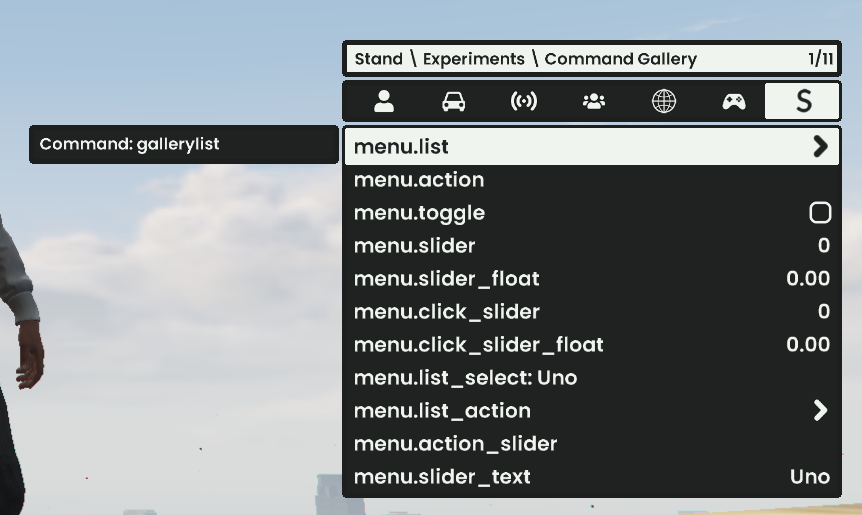 Stand \ Experiments \ Command Gallery 1/11
S
Command: gallerylist
menu.list
menu.action
menu.toggle
menu.slider 0
menu.slider_float 0.00
menu.click_slider 0
menu.click_slider_float 0.00
menu.list_select: Uno
menu.list_action
menu.action_slider
menu.slider_text Uno